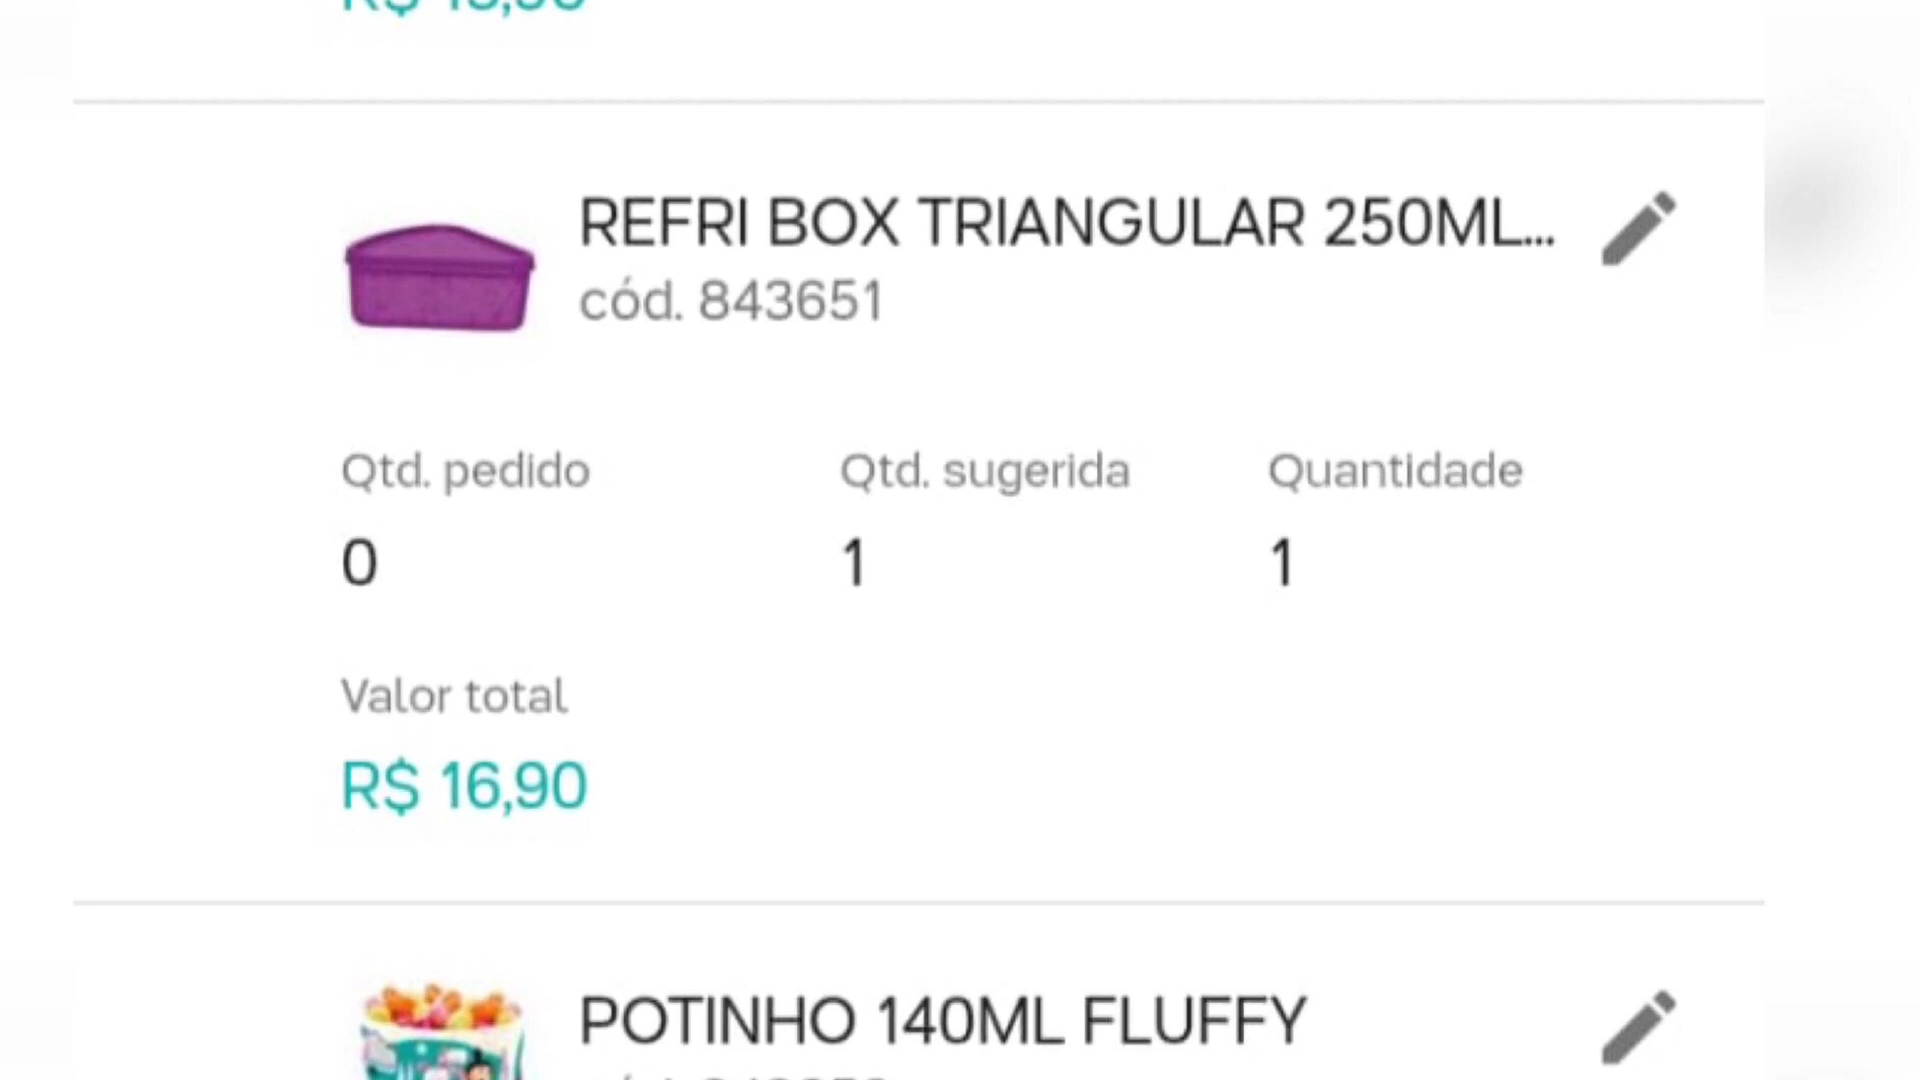 REFRI BOX TRIANGULAR 250ML...
cód. 843651
Qtd. pedido Qtd. sugerida Quantidade
0 1 1
Valor total
R$ 16,90
POTINHO 140ML FLUFFY